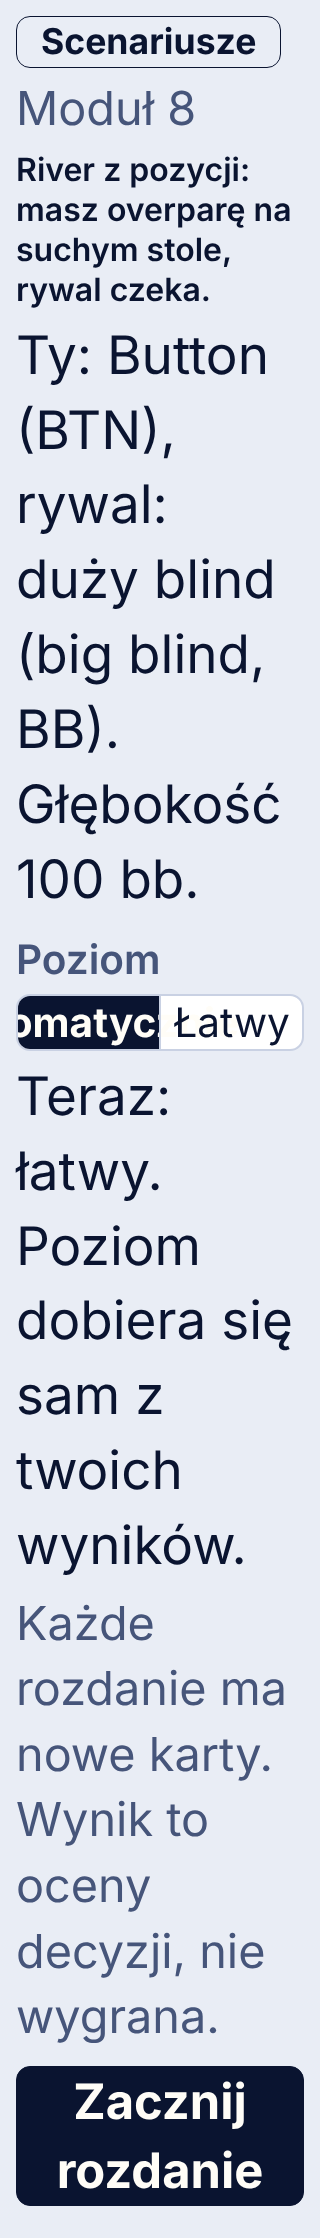 Scenariusze
Moduł 8
River z pozycji:
masz overparę na
suchym stole,
rywal czeka.
Ty: Button
(BTN),
rywal:
duży blind
(big blind,
BB).
Głębokość
100 bb.
Poziom
Łatwy
Teraz:
łatwy.
Poziom
dobiera się
sam z
twoich
wyników.
Każde
rozdanie ma
nowe karty.
Wynik to
oceny
decyzji, nie
wygrana.
Zacznij
rozdanie